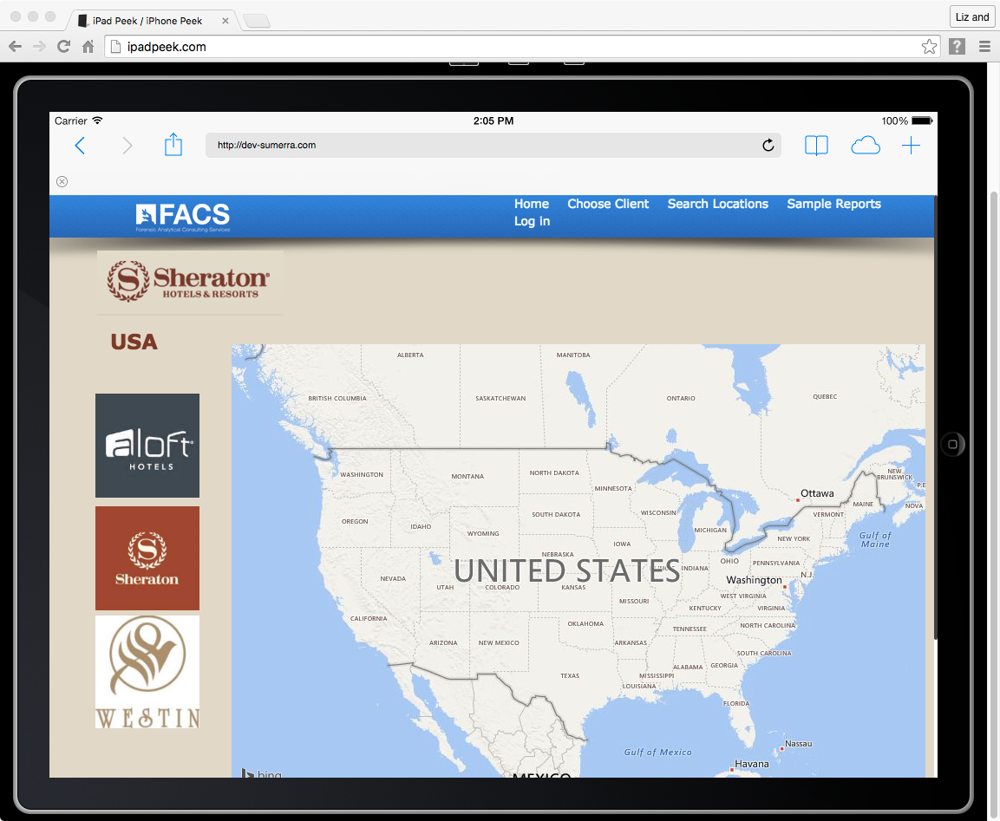 iPad Peek / iPhone Peek
Liz and
ipadpeek.com
Carrier
2:05 PM
100%
http://dev-sumerra.com
FACS
Forensic Analytical Consulting Services
Home Choose Client Search Locations Sample Reports
Log in
Sheraton
HOTELS & RESORTS
USA
aloft
HOTELS
Sheraton
WESTIN
ALBERTA
MANITOBA
BRITISH COLUMBIA
SASKATCHEWAN
ONTARIO
QUEBEC
WASHINGTON
MONTANA
NORTH DAKOTA
MINNESOTA
Ottawa
NEW
BRUNSWICK
P.E
MAINE
NOVA
OREGON
IDAHO
WYOMING
SOUTH DAKOTA
WISCONSIN
MICHIGAN
VERMONT
NEW YORK
Gulf of
Maine
IOWA
NEBRASKA
UNITED STATES
INDIANA
OHIO
PENNSYLVANIA
N.J.
NEVADA
UTAH
COLORADO
KANSAS
Washington
MISSOURI
WEST VIRGINIA
KENTUCKY
VIRGINIA
CALIFORNIA
OKLAHOMA
TENNESSEE
NORTH CAROLINA
ARIZONA
NEW MEXICO
ARKANSAS
SOUTH CAROLINA
TEXAS
MISSISSIPPI
ALABAMA
GEORGIA
LOUISIANA
FLORIDA
Gulf of Mexico
Nassau
Havana
bing
MEXICO